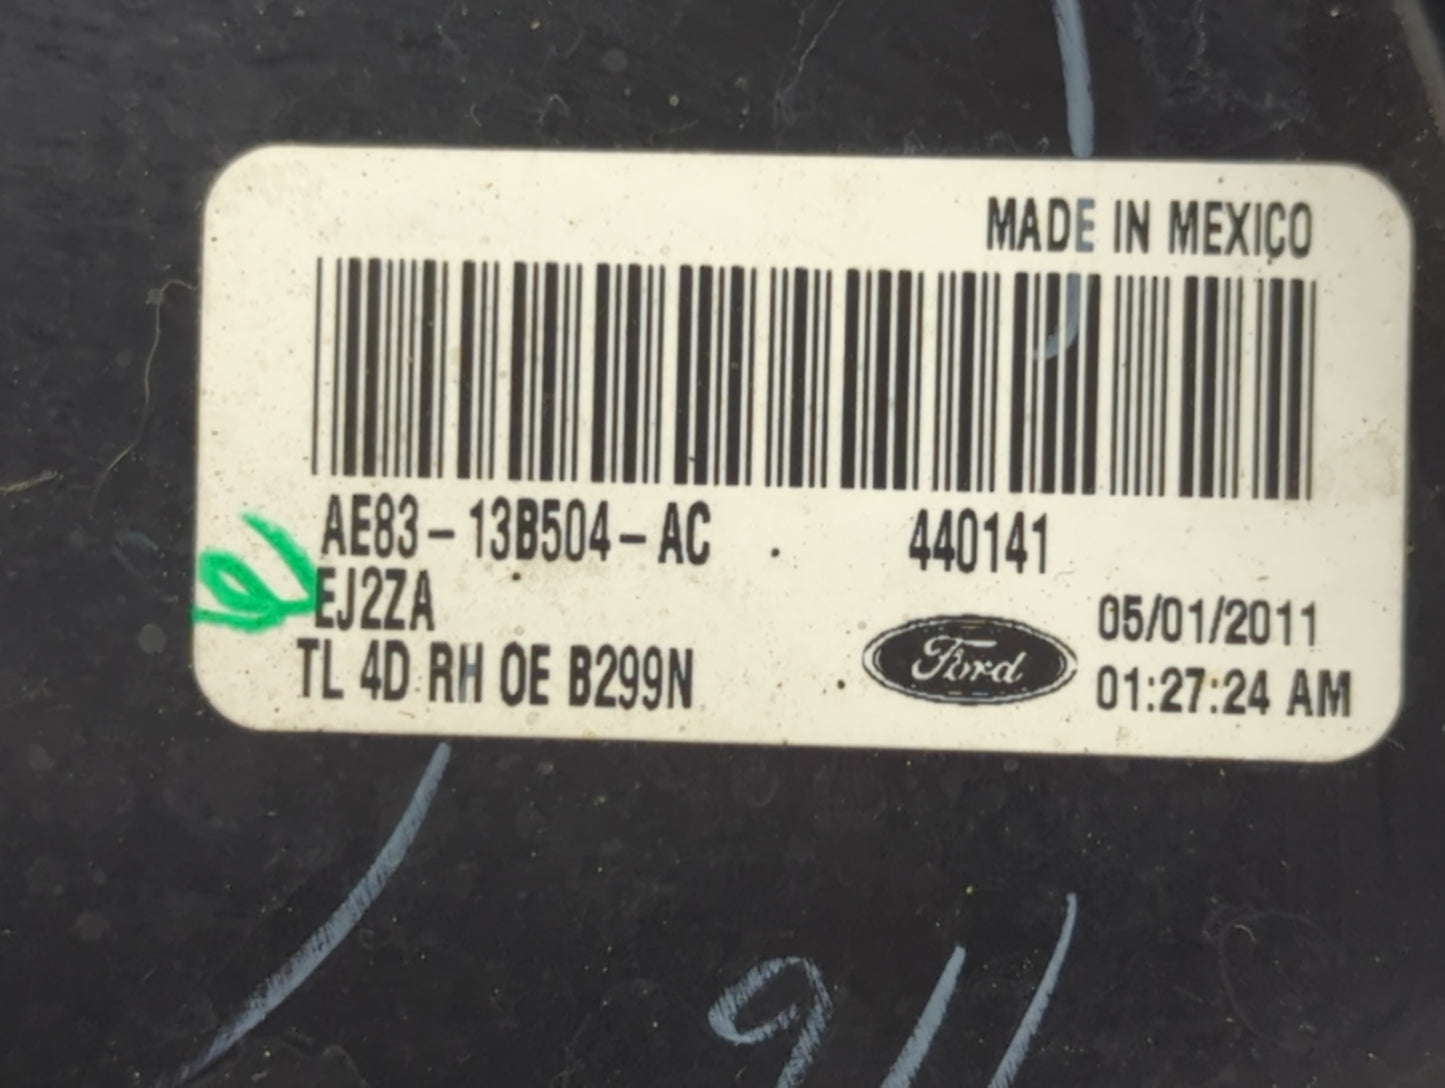 MADE IN MEXICO
AE83-13B504-AC . 440141
EJ2ZA
TL 4D RH OE B299N
Ford
05/01/2011
01:27:24 AM
911